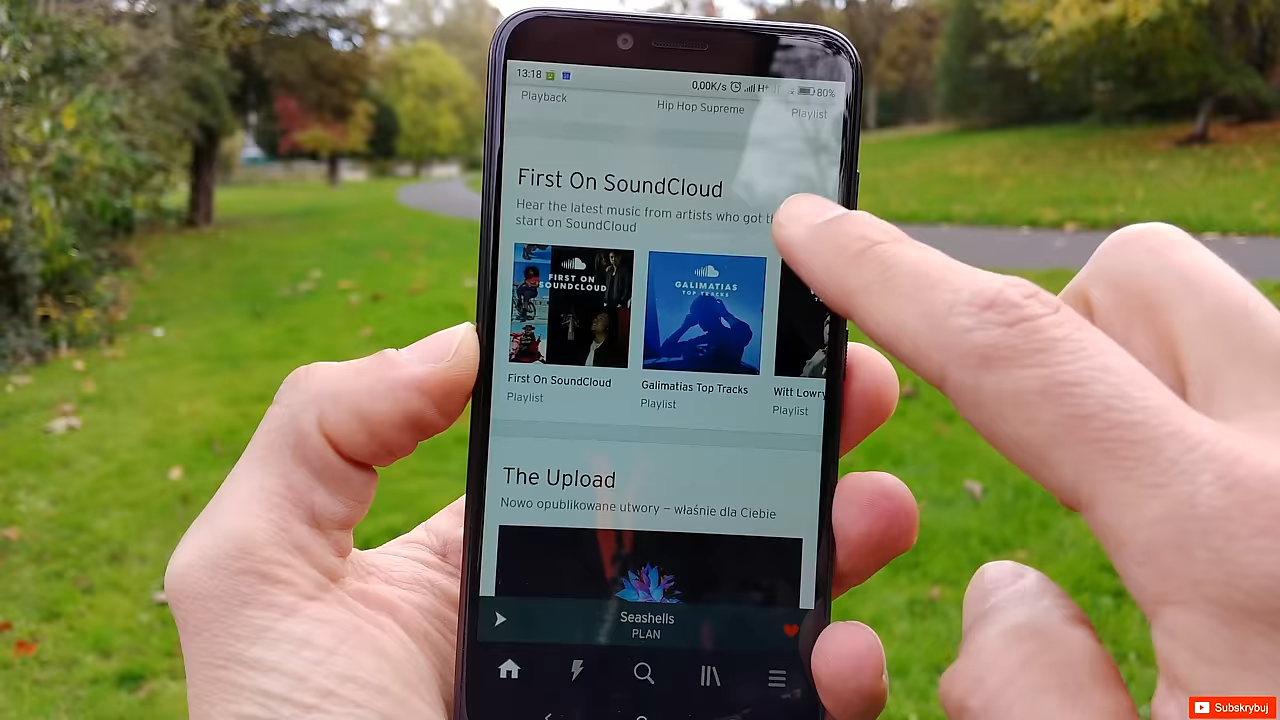 13:18
0,00K/s
H+
80%
Playback
Hip Hop Supreme
Playlist
First On SoundCloud
Hear the latest music from artists who got
start on SoundCloud
FIRST ON
SOUNDCLOUD
GALIMATIAS
TOP TRACKS
First On SoundCloud
Playlist
Galimatias Top Tracks
Playlist
Witt Lowry
Playlist
The Upload
Nowo opublikowane utwory – właśnie dla Ciebie
Seashells
PLAN
Subskrybuj